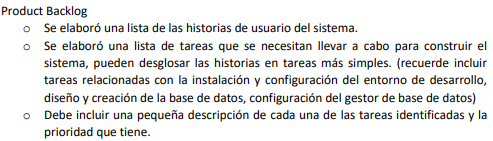 Product Backlog
o Se elaboró una lista de las historias de usuario del sistema.
o Se elaboró una lista de tareas que se necesitan llevar a cabo para construir el
sistema, pueden desglosar las historias en tareas más simples. (recuerde incluir
tareas relacionadas con la instalación y configuración del entorno de desarrollo,
diseño y creación de la base de datos, configuración del gestor de base de datos)
o Debe incluir una pequeña descripción de cada una de las tareas identificadas y la
prioridad que tiene.